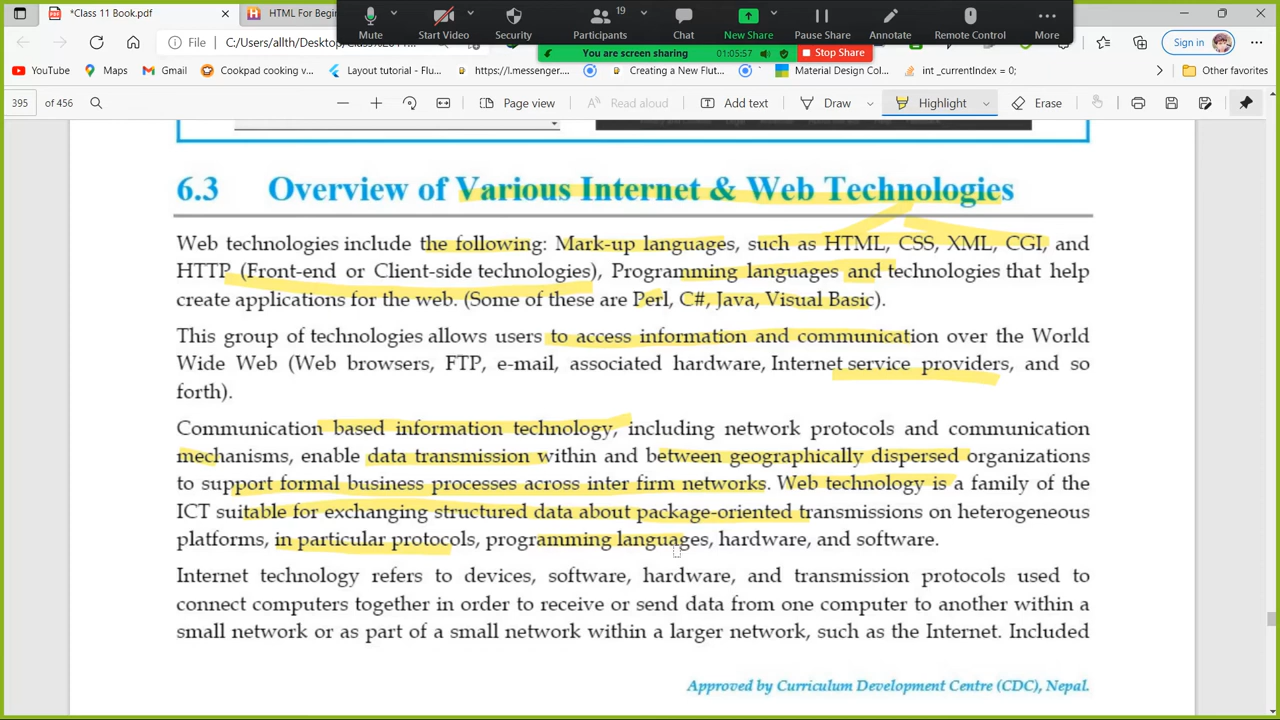 *Class 11 Book.pdf
HTML For Begin
19
Mute
Start Video
Security
Participants
Chat
New Share
Pause Share
Annotate
Remote Control
More
You are screen sharing
01:05:57
Stop Share
File
C:/Users/allth/Desktop/Class%20
Sign in
YouTube
Maps
Gmail
Cookpad cooking v...
Layout tutorial - Flu...
https://l.messenger...
Creating a New Flut...
Material Design Col...
int _currentIndex = 0;
Other favorites
395 of 456
Page view
Read aloud
Add text
Draw
Highlight
Erase
6.3 Overview of Various Internet & Web Technologies
Web technologies include the following: Mark-up languages, such as HTML, CSS, XML, CGI, and
HTTP (Front-end or Client-side technologies), Programming languages and technologies that help
create applications for the web. (Some of these are Perl, C#, Java, Visual Basic).
This group of technologies allows users to access information and communication over the World
Wide Web (Web browsers, FTP, e-mail, associated hardware, Internet service providers, and so
forth).
Communication based information technology, including network protocols and communication
mechanisms, enable data transmission within and between geographically dispersed organizations
to support formal business processes across inter firm networks. Web technology is a family of the
ICT suitable for exchanging structured data about package-oriented transmissions on heterogeneous
platforms, in particular protocols, programming languages, hardware, and software.
Internet technology refers to devices, software, hardware, and transmission protocols used to
connect computers together in order to receive or send data from one computer to another within a
small network or as part of a small network within a larger network, such as the Internet. Included
Approved by Curriculum Development Centre (CDC), Nepal.